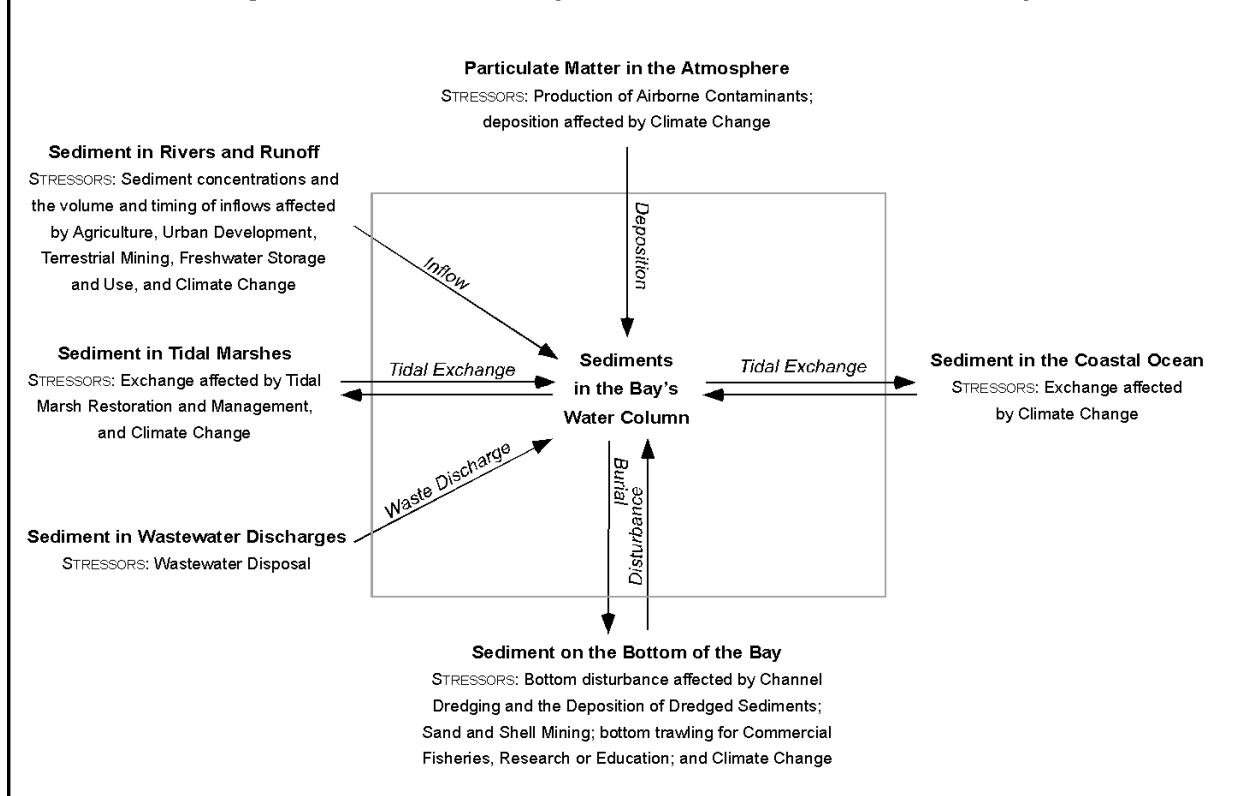 Particulate Matter in the Atmosphere
STRESSORS: Production of Airborne Contaminants;
deposition affected by Climate Change
Sediment in Rivers and Runoff
STRESSORS: Sediment concentrations and
the volume and timing of inflows affected
by Agriculture, Urban Development,
Terrestrial Mining, Freshwater Storage
and Use, and Climate Change
Deposition
Inflow
Sediment in Tidal Marshes
STRESSORS: Exchange affected by Tidal
Marsh Restoration and Management,
and Climate Change
Tidal Exchange
Sediments
in the Bay's
Water Column
Tidal Exchange
Sediment in the Coastal Ocean
STRESSORS: Exchange affected
by Climate Change
Waste Discharge
Burial
Disturbance
Sediment in Wastewater Discharges
STRESSORS: Wastewater Disposal
Sediment on the Bottom of the Bay
STRESSORS: Bottom disturbance affected by Channel
Dredging and the Deposition of Dredged Sediments;
Sand and Shell Mining; bottom trawling for Commercial
Fisheries, Research or Education; and Climate Change